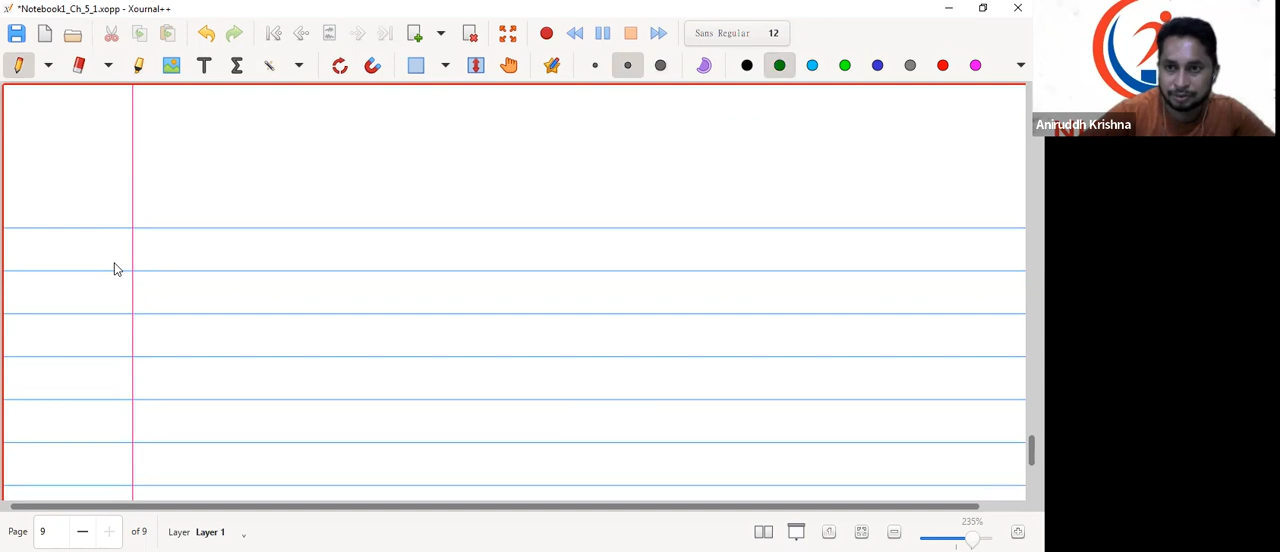 *Notebook1_Ch_5_1.xopp - Xournal++
Sans Regular 12
Aniruddh Krishna
Page 9 of 9 Layer Layer 1
235%